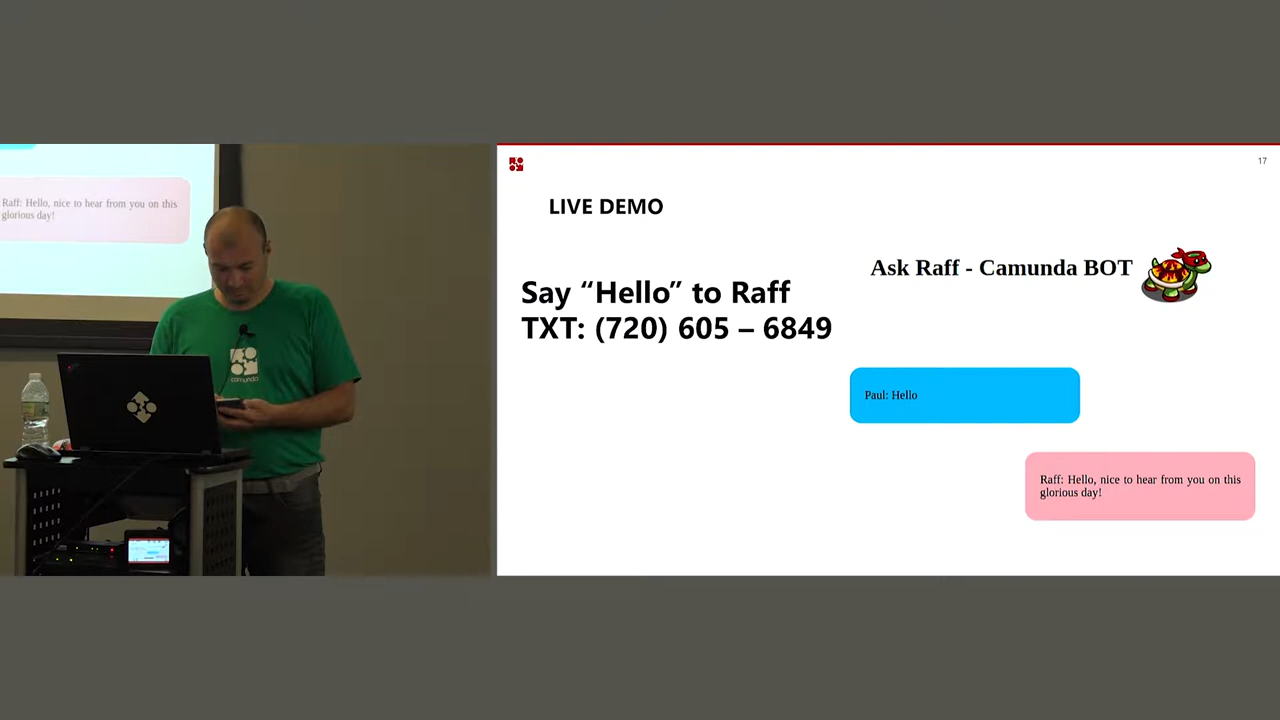 Raff: Hello, nice to hear from you on this
glorious day!
camunda
17
LIVE DEMO
Say “Hello” to Raff
TXT: (720) 605 – 6849
Ask Raff - Camunda BOT
Paul: Hello
Raff: Hello, nice to hear from you on this
glorious day!